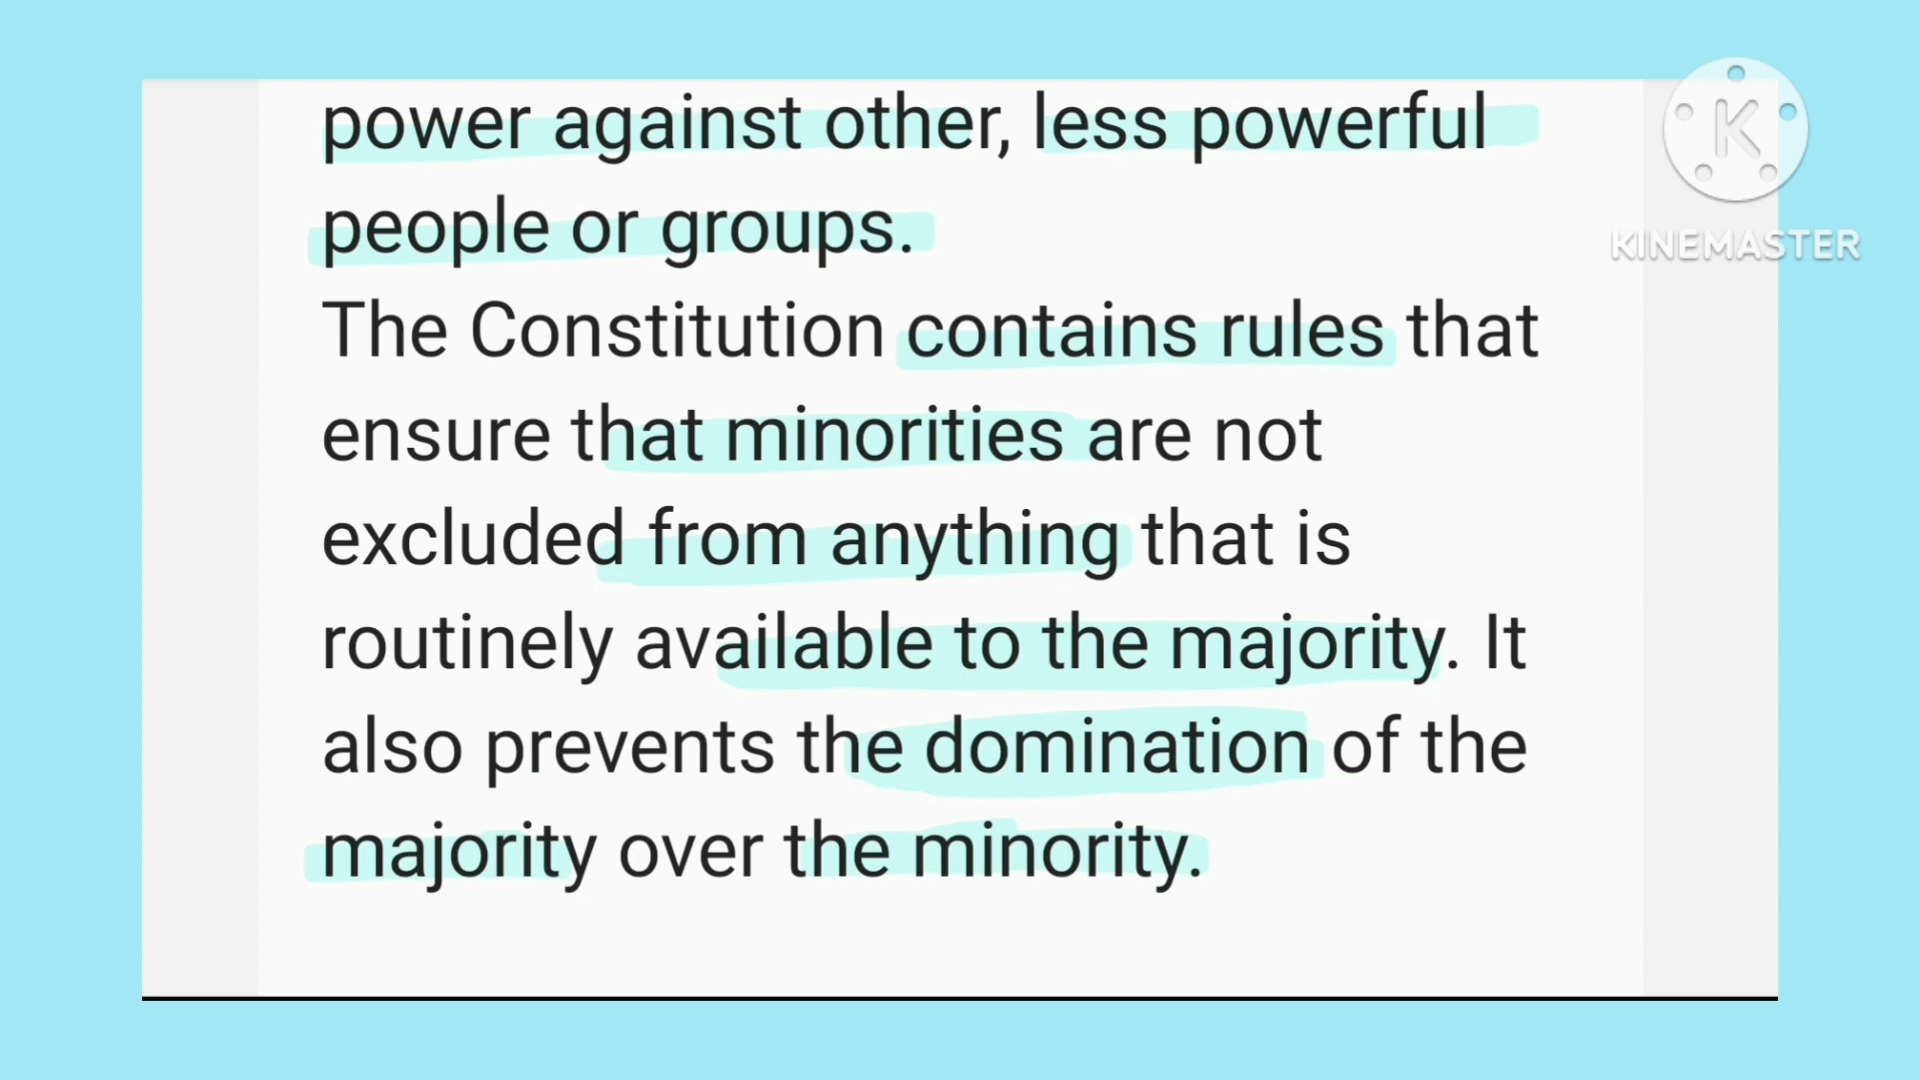 power against other, less powerful
people or groups.
The Constitution contains rules that
ensure that minorities are not
excluded from anything that is
routinely available to the majority. It
also prevents the domination of the
majority over the minority.
K
KINEMASTER